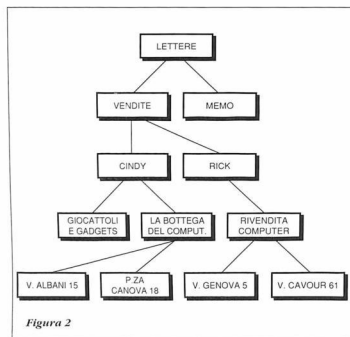 LETTERE
VENDITE
MEMO
CINDY
RICK
GIOCATTOLI
E GADGETS
LA BOTTEGA
DEL COMPUT.
RIVENDITA
COMPUTER
V. ALBANI 15
P.ZA
CANOVA 18
V. GENOVA 5
V. CAVOUR 61
Figura 2